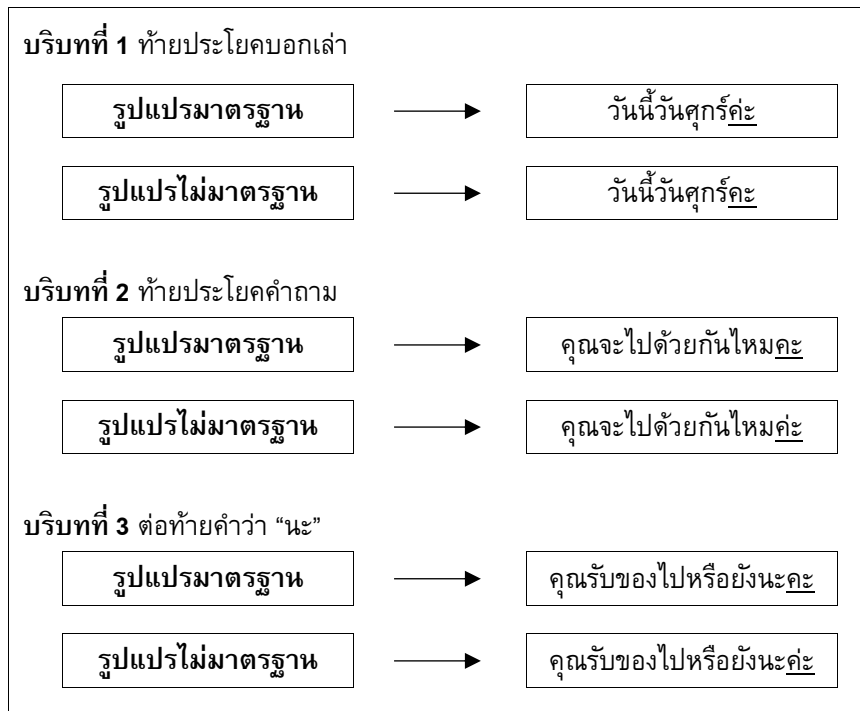 บริบทที่ 1 ท้ายประโยคบอกเล่า
รูปแปรมาตรฐาน วันนี้วันศุกร์ค่ะ
รูปแปรไม่มาตรฐาน วันนี้วันศุกร์คะ
บริบทที่ 2 ท้ายประโยคคำถาม
รูปแปรมาตรฐาน คุณจะไปด้วยกันไหมคะ
รูปแปรไม่มาตรฐาน คุณจะไปด้วยกันไหมค่ะ
บริบทที่ 3 ต่อท้ายคำว่า “นะ”
รูปแปรมาตรฐาน คุณรับของไปหรือยังนะคะ
รูปแปรไม่มาตรฐาน คุณรับของไปหรือยังนะค่ะ